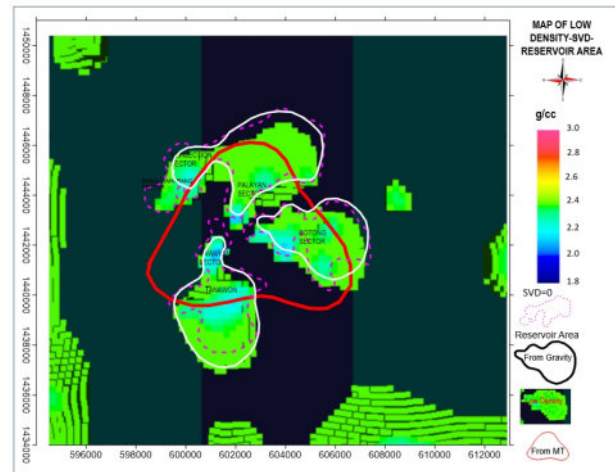 MAP OF LOW
DENSITY-SVD-
RESERVOIR AREA
g/cc
3.0
2.8
2.6
2.4
2.2
2.0
1.8
SVD=0
Reservoir Area
From Gravity
Low Density
From MT
1450000
1448000
1446000
1444000
1442000
1440000
1438000
1436000
1434000
SECTOR
PALAYAN
BOTONG
SECTOR
TANAWON
596000
598000
600000
602000
604000
606000
608000
610000
612000